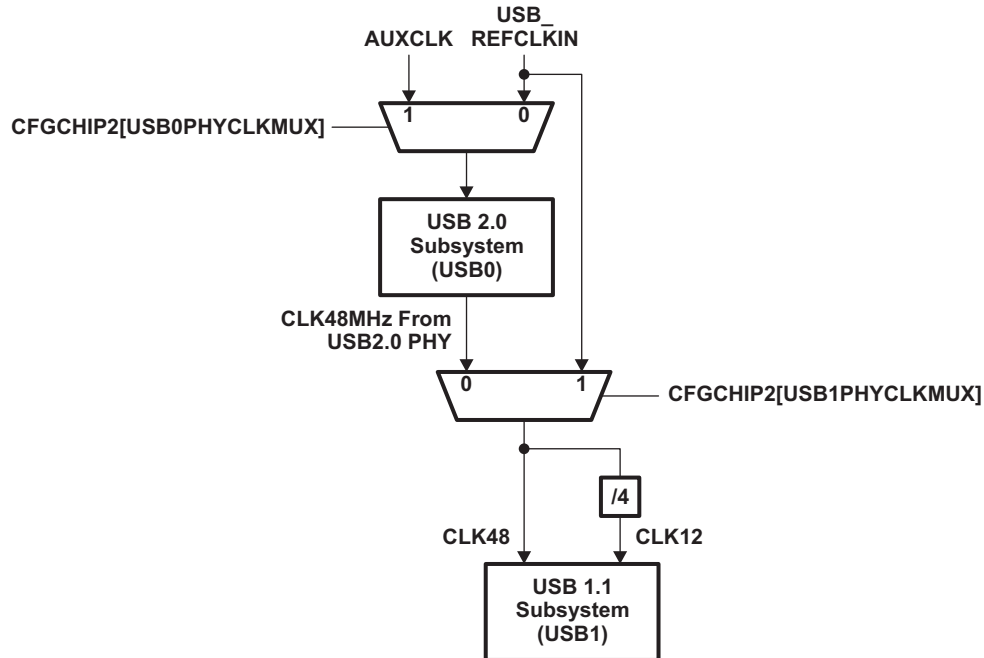 USB_
AUXCLK REFCLKIN
1 0
CFGCHIP2[USB0PHYCLKMUX]
USB 2.0
Subsystem
(USB0)
CLK48MHz From
USB2.0 PHY
0 1
CFGCHIP2[USB1PHYCLKMUX]
/4
CLK48 CLK12
USB 1.1
Subsystem
(USB1)